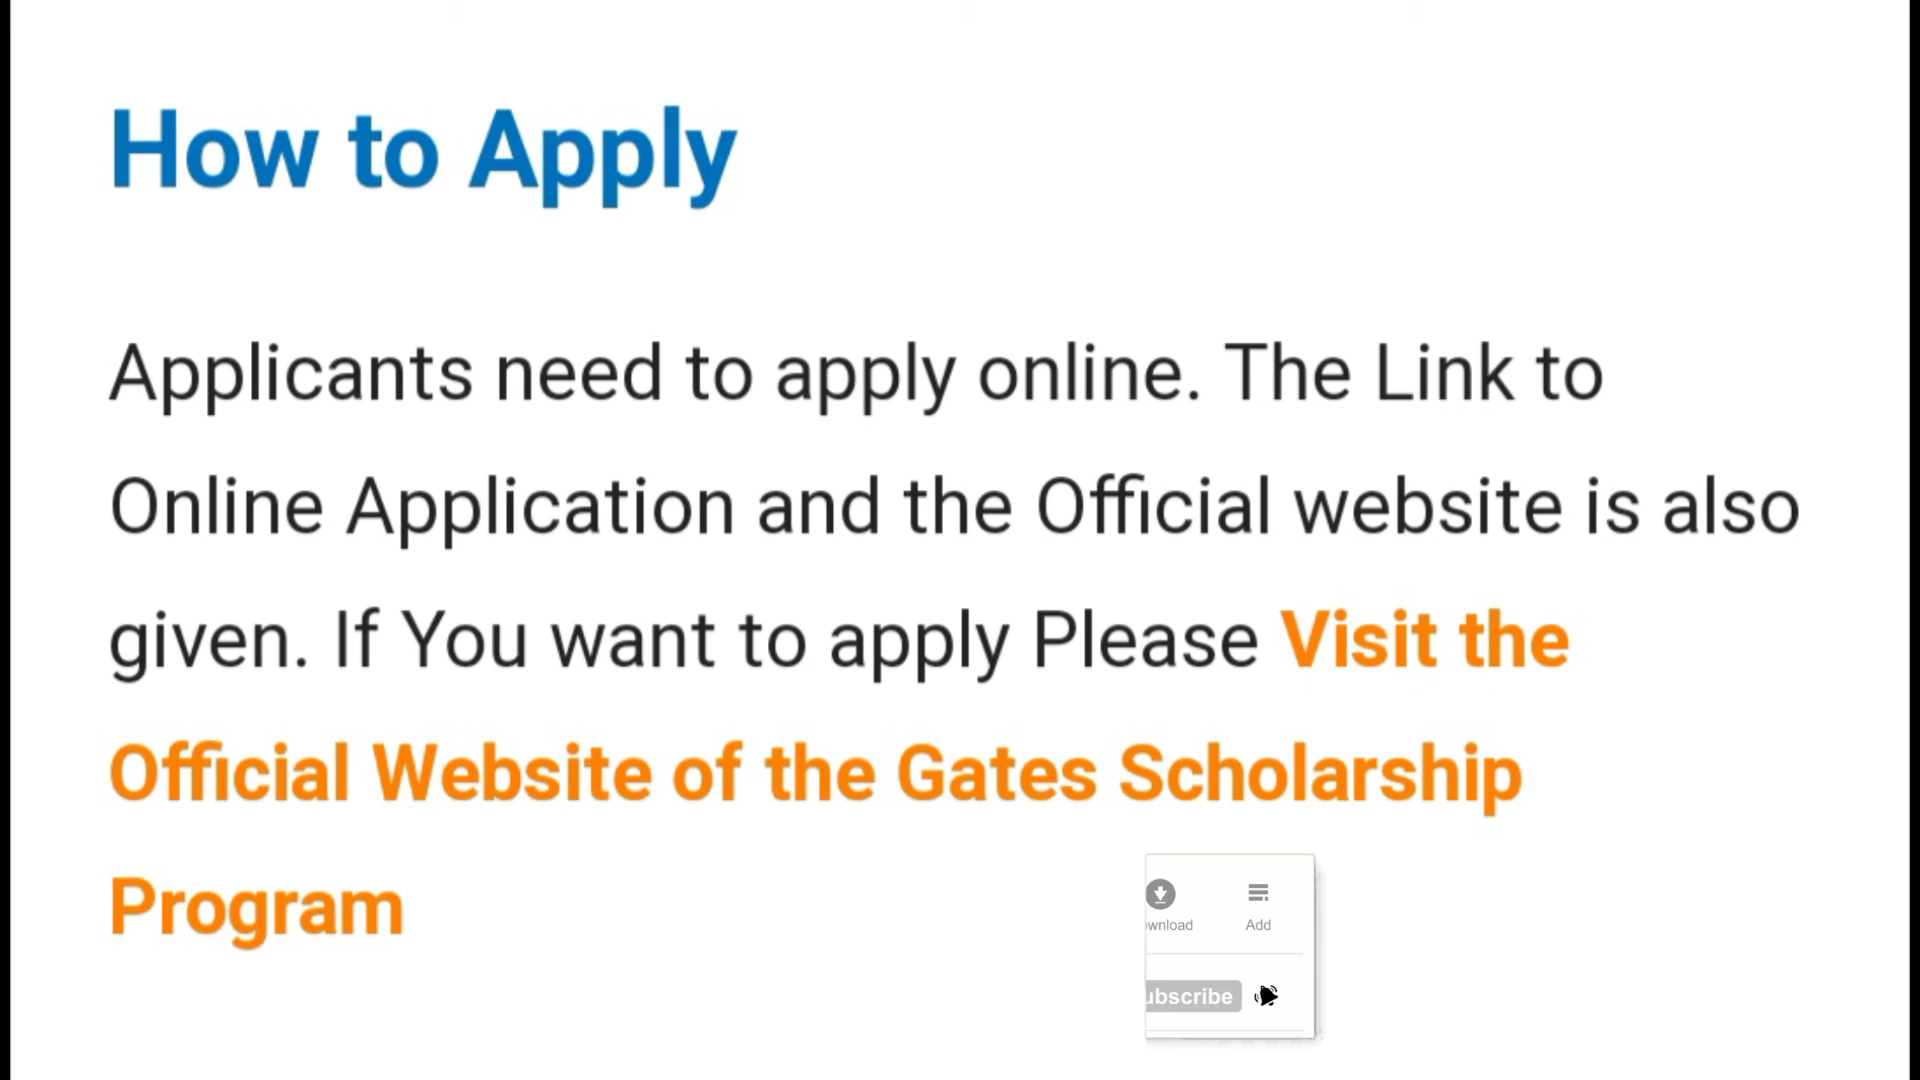 How to Apply
Applicants need to apply online. The Link to
Online Application and the Official website is also
given. If You want to apply Please Visit the
Official Website of the Gates Scholarship
Program
wnload
Add
ubscribe